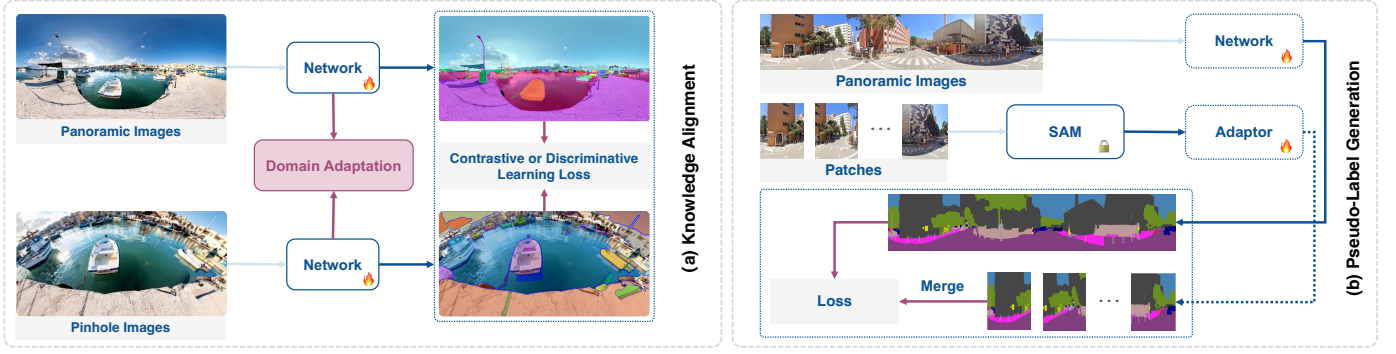 Panoramic Images
Network
Domain Adaptation
Contrastive or Discriminative
Learning Loss
Network
Pinhole Images
(a) Knowledge Alignment
Panoramic Images
Network
Patches
SAM
Adaptor
Loss
Merge
(b) Pseudo-Label Generation